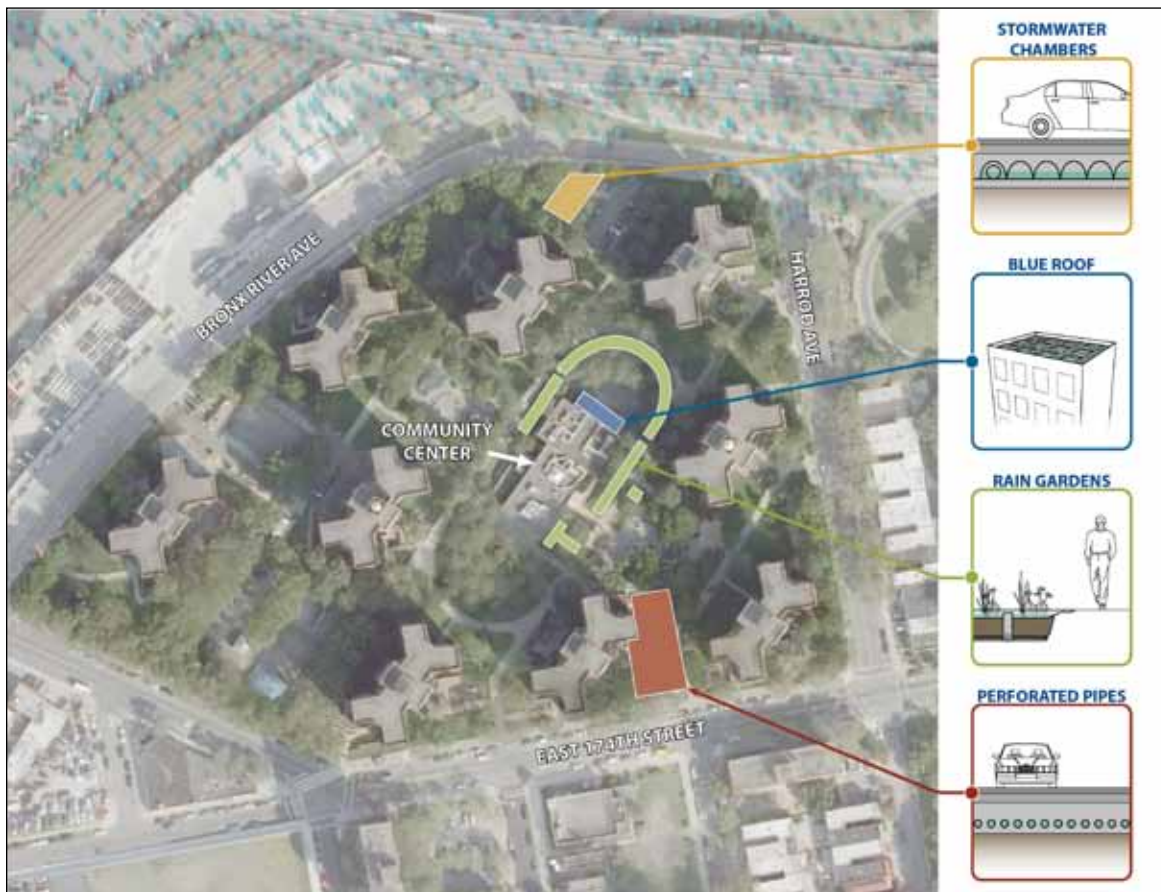 STORMWATER
CHAMBERS
BRONX RIVER AVE
HARROD AVE
BLUE ROOF
COMMUNITY
CENTER
RAIN GARDENS
PERFORATED PIPES
EAST 174TH STREET